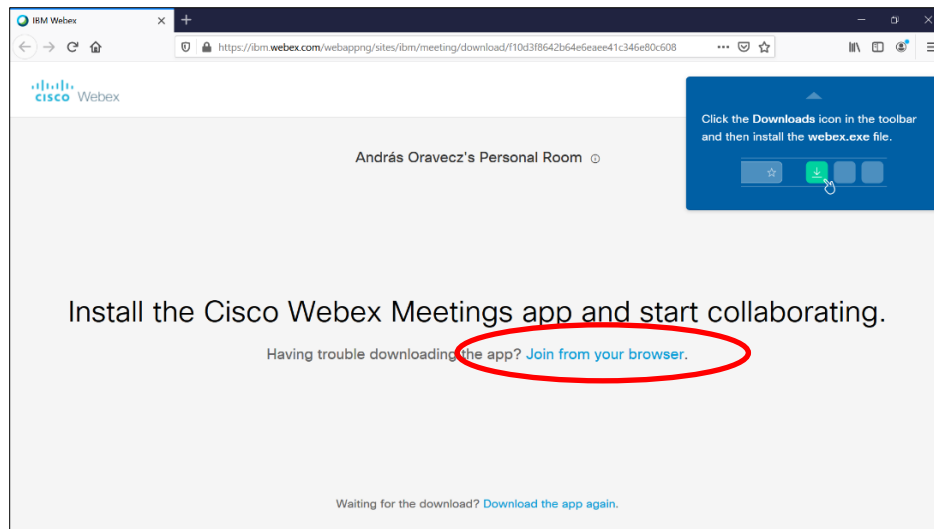 IBM Webex
https://ibm.webex.com/webappng/sites/ibm/meeting/download/f10d3f8642b64e6eaee41c346e80c608
cisco Webex
Click the Downloads icon in the toolbar
and then install the webex.exe file.
András Oravecz's Personal Room
Install the Cisco Webex Meetings app and start collaborating.
Having trouble downloading the app? Join from your browser.
Waiting for the download? Download the app again.